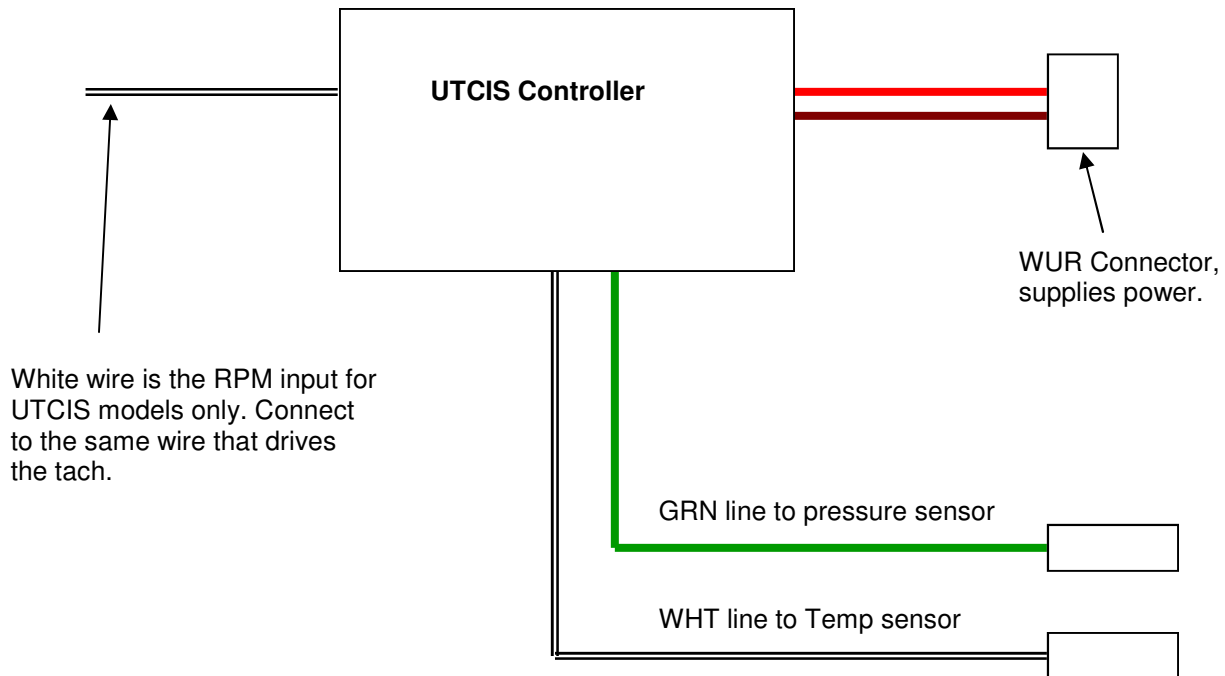 UTCIS Controller
WUR Connector,
supplies power.
White wire is the RPM input for
UTCIS models only. Connect
to the same wire that drives
the tach.
GRN line to pressure sensor
WHT line to Temp sensor